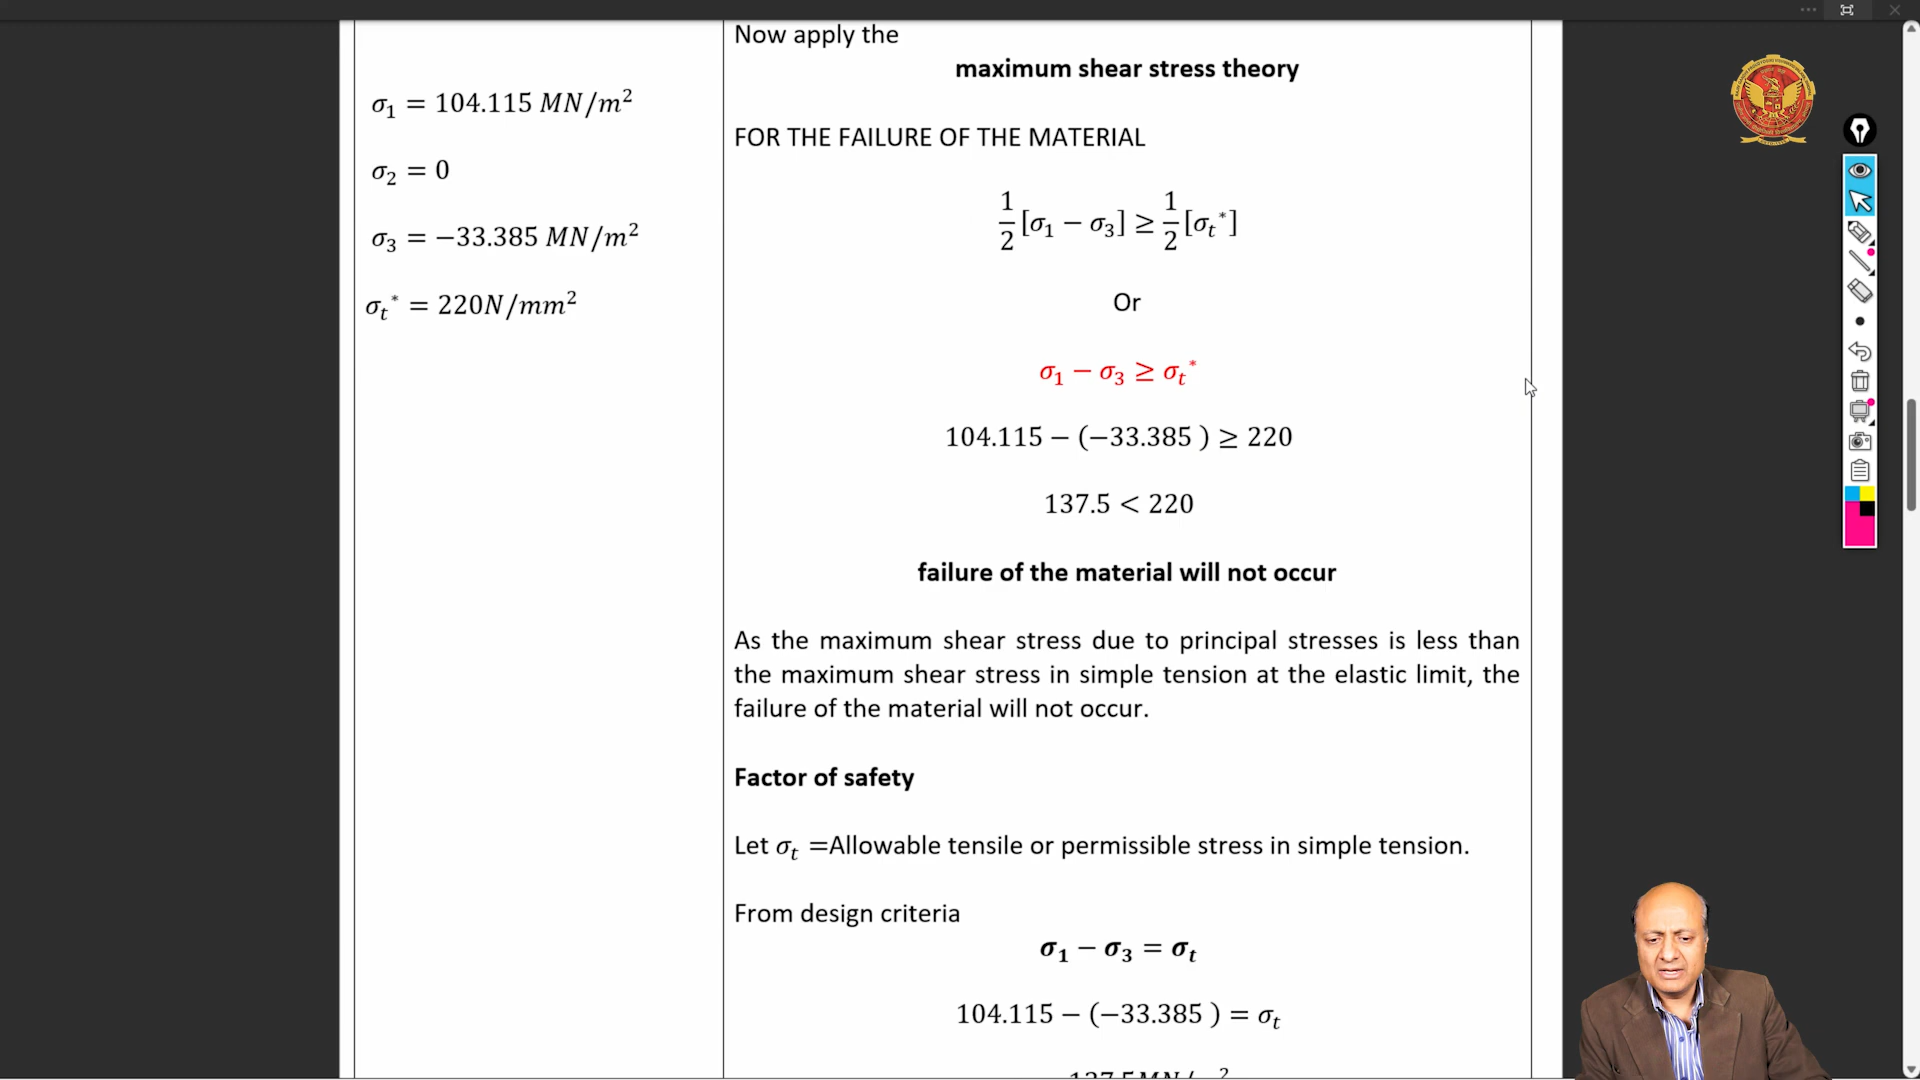 σ₁ = 104.115 MN/m²
σ₂ = 0
σ₃ = −33.385 MN/m²
σₜ* = 220N/mm²
Now apply the
maximum shear stress theory
FOR THE FAILURE OF THE MATERIAL
1/2 [σ₁ − σ₃] ≥ 1/2 [σₜ*]
Or
σ₁ − σ₃ ≥ σₜ*
104.115 − (−33.385 ) ≥ 220
137.5 < 220
failure of the material will not occur
As the maximum shear stress due to principal stresses is less than
the maximum shear stress in simple tension at the elastic limit, the
failure of the material will not occur.
Factor of safety
Let σₜ =Allowable tensile or permissible stress in simple tension.
From design criteria
σ₁ − σ₃ = σₜ
104.115 − (−33.385 ) = σₜ